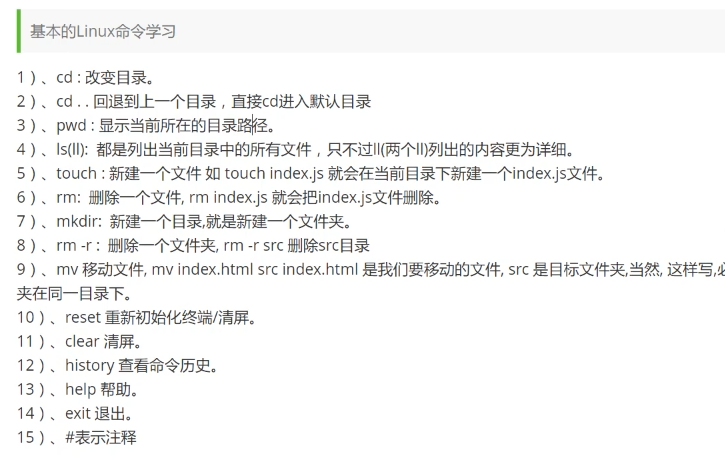 基本的Linux命令学习
1）、cd : 改变目录。
2）、cd . . 回退到上一个目录，直接cd进入默认目录
3）、pwd : 显示当前所在的目录路径。
4）、ls(ll):  都是列出当前目录中的所有文件，只不过ll(两个ll)列出的内容更为详细。
5）、touch : 新建一个文件 如 touch index.js 就会在当前目录下新建一个index.js文件。
6）、rm:  删除一个文件, rm index.js 就会把index.js文件删除。
7）、mkdir:  新建一个目录,就是新建一个文件夹。
8）、rm -r :  删除一个文件夹, rm -r src 删除src目录
9）、mv 移动文件, mv index.html src index.html 是我们要移动的文件, src 是目标文件夹,当然, 这样写,
夹在同一目录下。
10）、reset 重新初始化终端/清屏。
11）、clear 清屏。
12）、history 查看命令历史。
13）、help 帮助。
14）、exit 退出。
15）、#表示注释